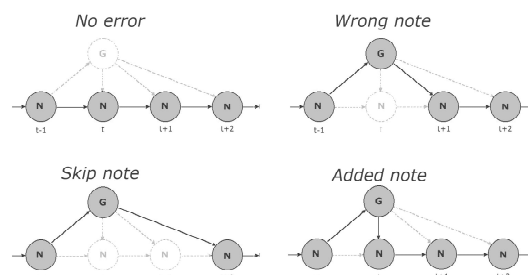 No error
G
N N N N
t-1 t t+1 t+2
Wrong note
G
N N N N
t-1 t+1 t+2
Skip note
G
N N N N
Added note
G
N N N N N